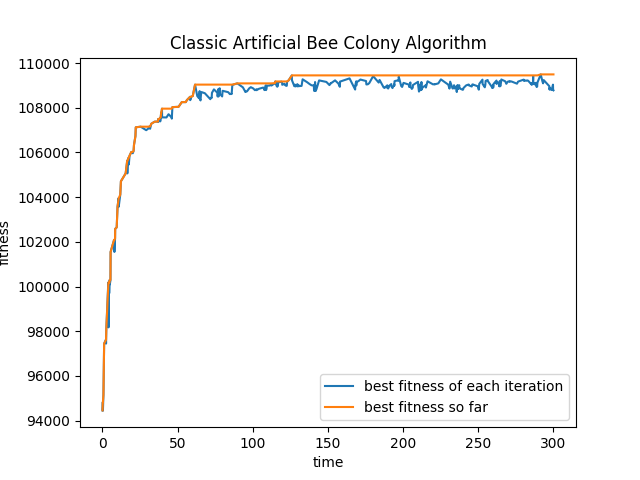 Classic Artificial Bee Colony Algorithm
110000
108000
106000
104000
102000
100000
98000
96000
94000
fitness
0 50 100 150 200 250 300
time
best fitness of each iteration
best fitness so far